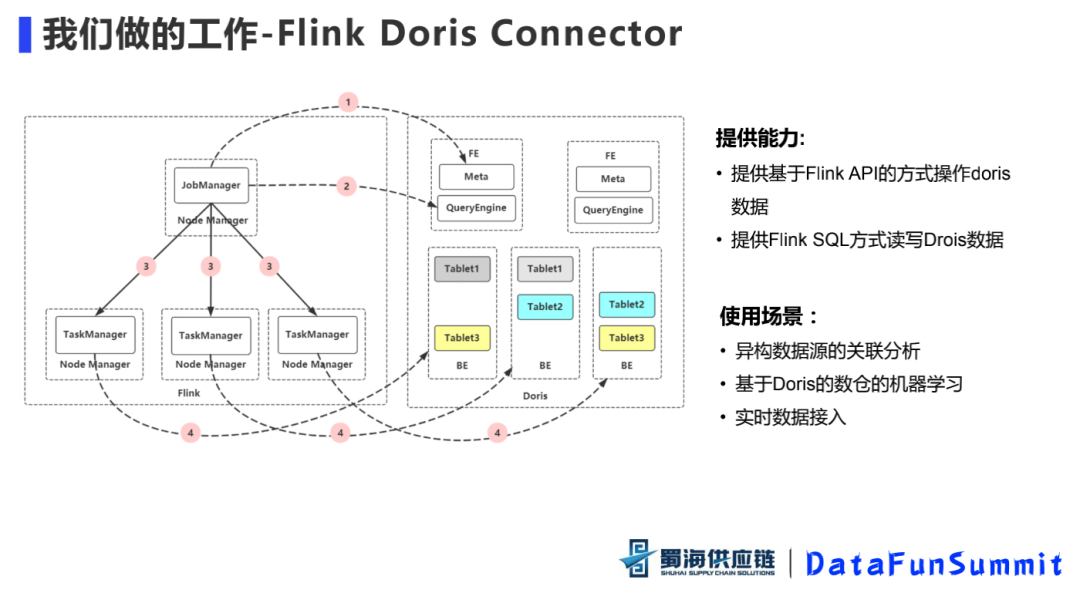 我们做的工作-Flink Doris Connector
1
JobManager
Node Manager
2
3
3
3
TaskManager
Node Manager
TaskManager
Node Manager
TaskManager
Node Manager
Flink
FE
Meta
QueryEngine
FE
Meta
QueryEngine
Tablet1
Tablet3
BE
Tablet1
Tablet2
BE
Tablet2
Tablet3
BE
Doris
4
4
4
提供能力:
• 提供基于Flink API的方式操作doris
数据
• 提供Flink SQL方式读写Drois数据
使用场景：
• 异构数据源的关联分析
• 基于Doris的数仓的机器学习
• 实时数据接入
蜀海供应链
SHUHAI SUPPLY CHAIN SOLUTIONS
DataFunSummit